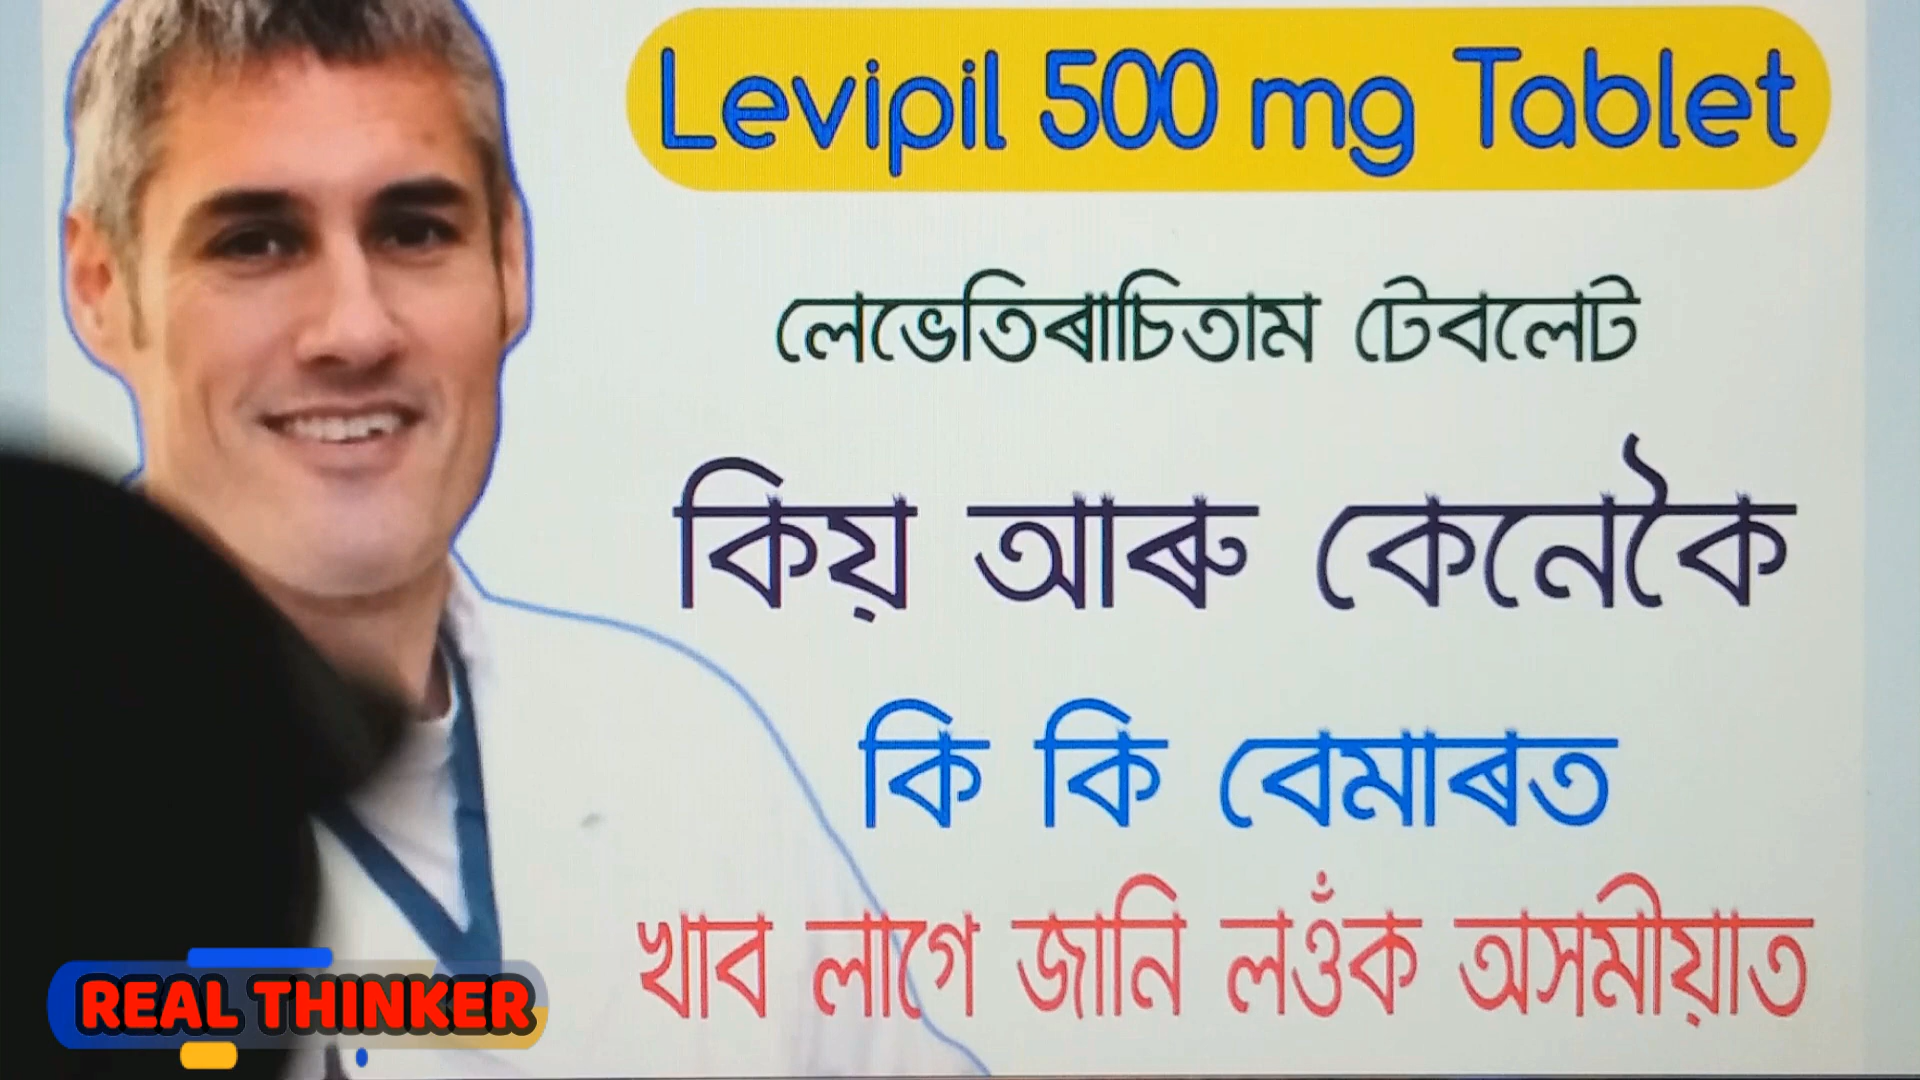 Levipil 500 mg Tablet
লেভেতিৰাচিতাম টেবলেট
কিয় আৰু কেনেকৈ
কি কি বেমাৰত
খাব লাগে জানি লওঁক অসমীয়াত
REAL THINKER